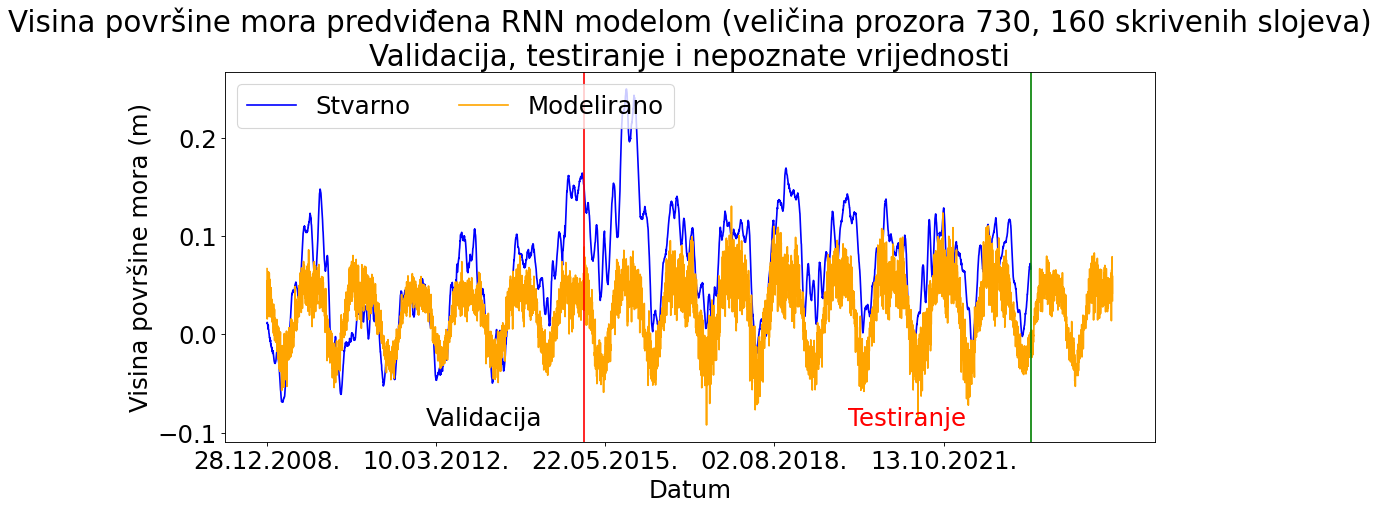 Visina površine mora predviđena RNN modelom (veličina prozora 730, 160 skrivenih slojeva)
Validacija, testiranje i nepoznate vrijednosti
Stvarno
Modelirano
Visina površine mora (m)
0.2
0.1
0.0
−0.1
Validacija
Testiranje
28.12.2008.
10.03.2012.
22.05.2015.
02.08.2018.
13.10.2021.
Datum